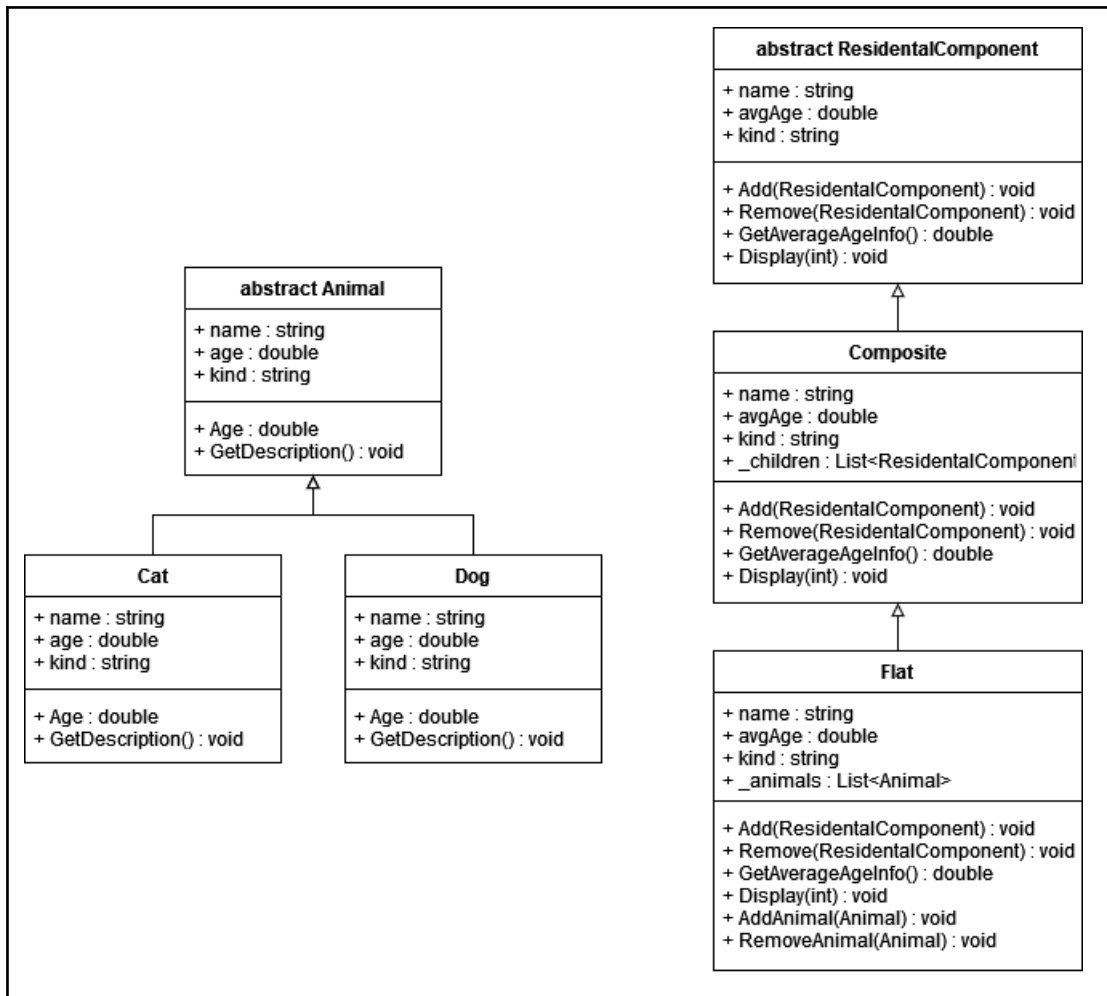 abstract Animal
+ name : string
+ age : double
+ kind : string
+ Age : double
+ GetDescription() : void
Cat
+ name : string
+ age : double
+ kind : string
+ Age : double
+ GetDescription() : void
Dog
+ name : string
+ age : double
+ kind : string
+ Age : double
+ GetDescription() : void
abstract ResidentalComponent
+ name : string
+ avgAge : double
+ kind : string
+ Add(ResidentalComponent) : void
+ Remove(ResidentalComponent) : void
+ GetAverageAgeInfo() : double
+ Display(int) : void
Composite
+ name : string
+ avgAge : double
+ kind : string
+ _children : List<ResidentalComponent
+ Add(ResidentalComponent) : void
+ Remove(ResidentalComponent) : void
+ GetAverageAgeInfo() : double
+ Display(int) : void
Flat
+ name : string
+ avgAge : double
+ kind : string
+ _animals : List<Animal>
+ Add(ResidentalComponent) : void
+ Remove(ResidentalComponent) : void
+ GetAverageAgeInfo() : double
+ Display(int) : void
+ AddAnimal(Animal) : void
+ RemoveAnimal(Animal) : void